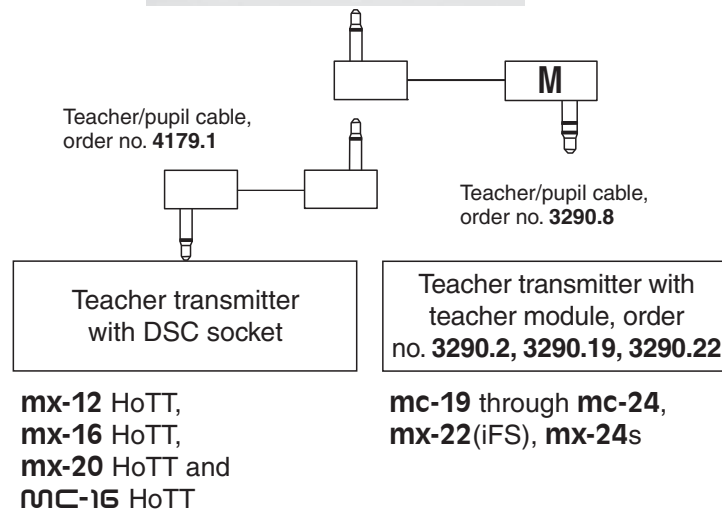 M
Teacher/pupil cable,
order no. 4179.1
Teacher/pupil cable,
order no. 3290.8
Teacher transmitter
with DSC socket
Teacher transmitter with
teacher module, order
no. 3290.2, 3290.19, 3290.22
mx-12 HoTT,
mx-16 HoTT,
mx-20 HoTT and
mc-16 HoTT
mc-19 through mc-24,
mx-22(iFS), mx-24s